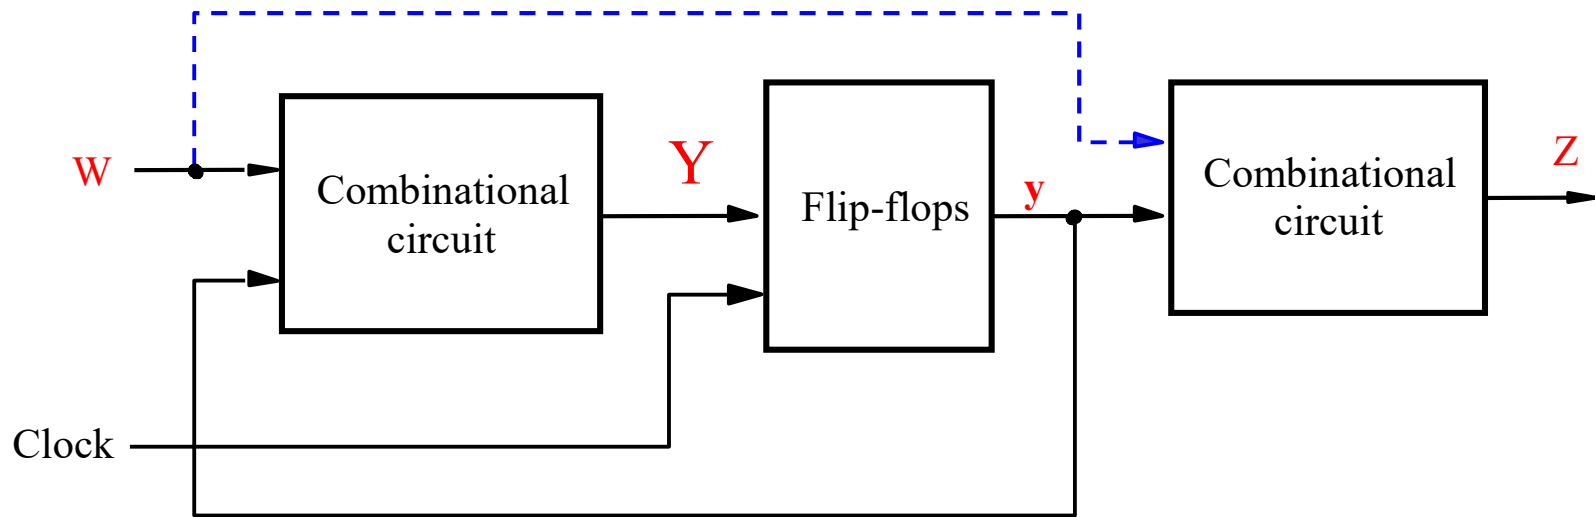 W
Combinational
circuit
Y
Flip-flops
y
Combinational
circuit
Z
Clock